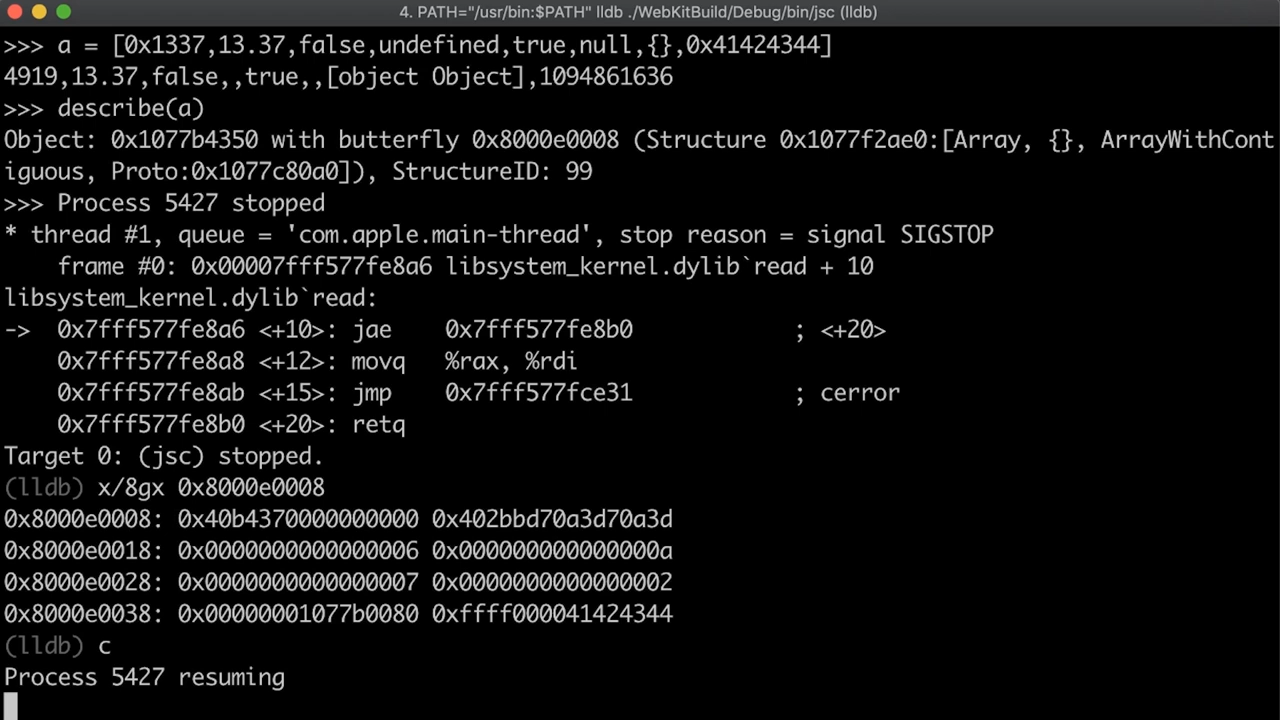 4. PATH="/usr/bin:$PATH" lldb ./WebKitBuild/Debug/bin/jsc (lldb)
>>> a = [0x1337,13.37,false,undefined,true,null,{},0x41424344]
4919,13.37,false,,true,,[object Object],1094861636
>>> describe(a)
Object: 0x1077b4350 with butterfly 0x8000e0008 (Structure 0x1077f2ae0:[Array, {}, ArrayWithCont
iguous, Proto:0x1077c80a0]), StructureID: 99
>>> Process 5427 stopped
* thread #1, queue = 'com.apple.main-thread', stop reason = signal SIGSTOP
    frame #0: 0x00007fff577fe8a6 libsystem_kernel.dylib`read + 10
libsystem_kernel.dylib`read:
->  0x7fff577fe8a6 <+10>: jae    0x7fff577fe8b0            ; <+20>
    0x7fff577fe8a8 <+12>: movq   %rax, %rdi
    0x7fff577fe8ab <+15>: jmp    0x7fff577fce31            ; cerror
    0x7fff577fe8b0 <+20>: retq
Target 0: (jsc) stopped.
(lldb) x/8gx 0x8000e0008
0x8000e0008: 0x40b4370000000000 0x402bbd70a3d70a3d
0x8000e0018: 0x0000000000000006 0x000000000000000a
0x8000e0028: 0x0000000000000007 0x0000000000000002
0x8000e0038: 0x00000001077b0080 0xffff000041424344
(lldb) c
Process 5427 resuming